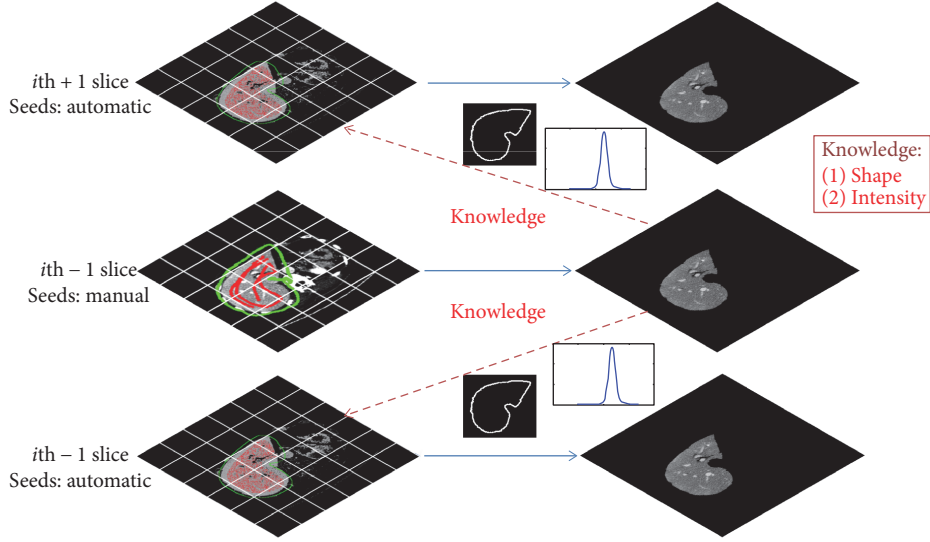 ith + 1 slice
Seeds: automatic
Knowledge:
(1) Shape
(2) Intensity
Knowledge
ith − 1 slice
Seeds: manual
Knowledge
ith − 1 slice
Seeds: automatic